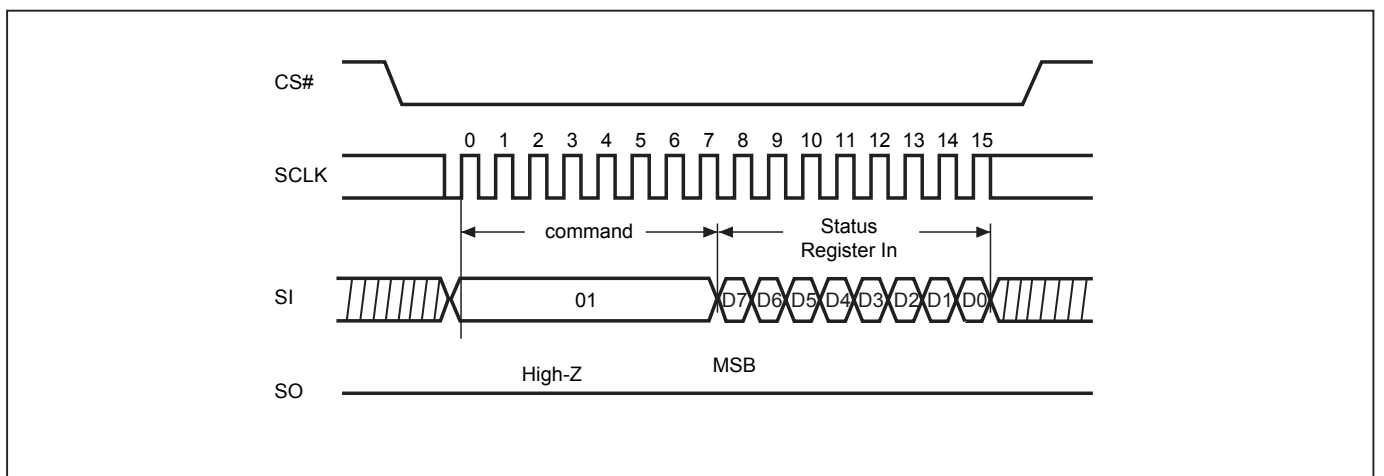 CS#
0 1 2 3 4 5 6 7 8 9 10 11 12 13 14 15
SCLK
command
Status
Register In
SI
01
D7 D6 D5 D4 D3 D2 D1 D0
High-Z
MSB
SO